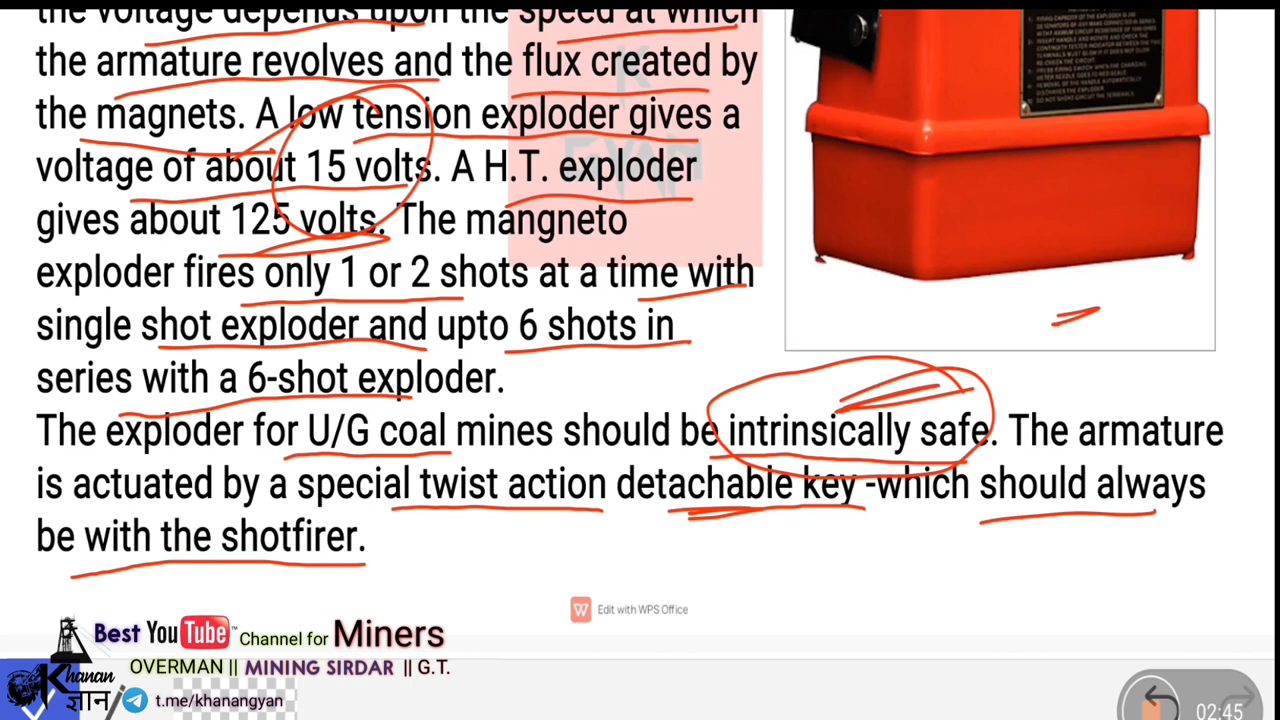 the voltage depends upon the speed at which
the armature revolves and the flux created by
the magnets. A low tension exploder gives a
voltage of about 15 volts. A H.T. exploder
gives about 125 volts. The mangneto
exploder fires only 1 or 2 shots at a time with
single shot exploder and upto 6 shots in
series with a 6-shot exploder.
The exploder for U/G coal mines should be intrinsically safe. The armature
is actuated by a special twist action detachable key -which should always
be with the shotfirer.
Edit with WPS Office
Best YouTube Channel for Miners
OVERMAN || MINING SIRDAR || G.T.
Khanan
ज्ञान
t.me/khanangyan
02:45